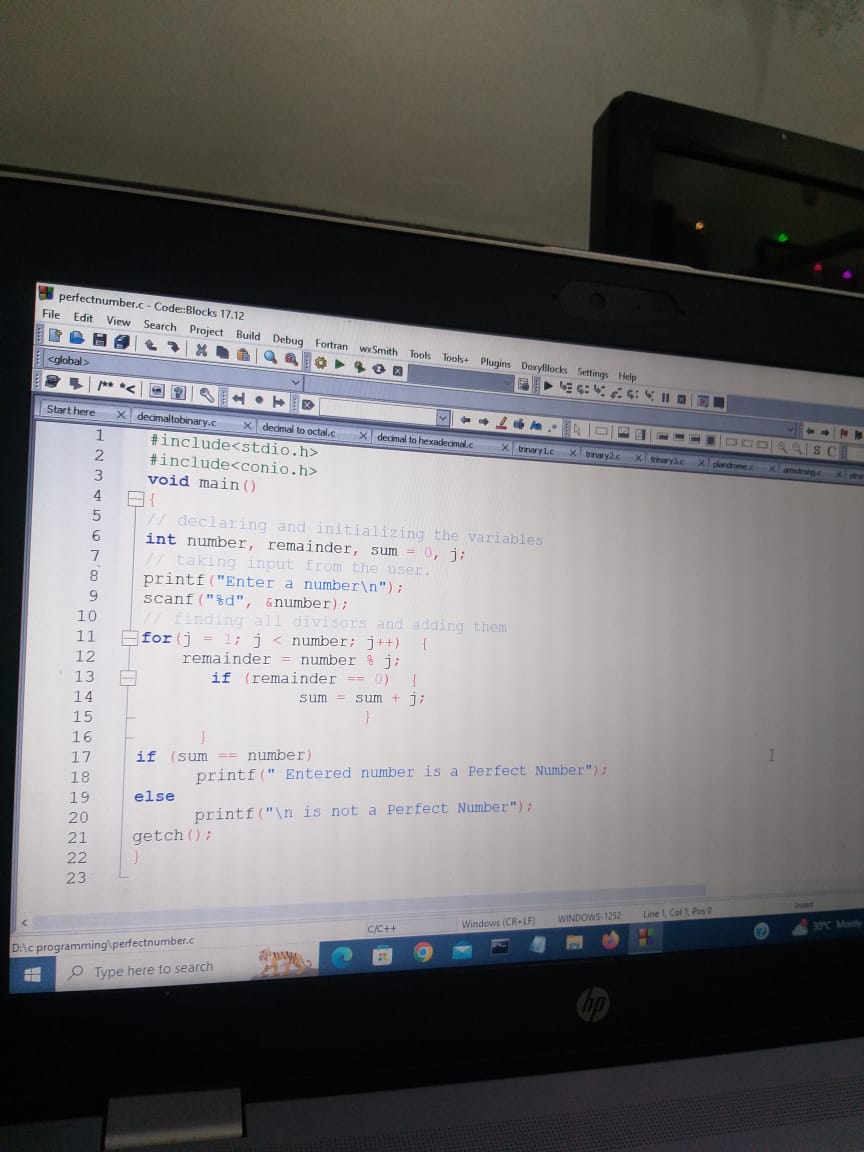 perfectnumber.c - Code::Blocks 17.12
File Edit View Search Project Build Debug Fortran wxSmith Tools Tools+ Plugins DoxyBlocks Settings Help
<global>
/** *<
S C
Start here decimaltobinary.c decimal to octal.c decimal to hexadecimal.c trinary1.c trinary2.c trinary3.c plindrome.c armstrong.c
1 #include<stdio.h>
2 #include<conio.h>
3 void main()
4 {
5 // declaring and initializing the variables
6 int number, remainder, sum = 0, j;
7 // taking input from the user.
8 printf("Enter a number\n");
9 scanf("%d", &number);
10 // finding all divisors and adding them
11 for(j = 1; j < number; j++) {
12 remainder = number % j;
13 if (remainder == 0) {
14 sum = sum + j;
15 }
16 }
17 if (sum == number)
18 printf(" Entered number is a Perfect Number");
19 else
20 printf("\n is not a Perfect Number");
21 getch();
22 }
23
D:\c programming\perfectnumber.c C/C++ Windows (CR+LF) WINDOWS-1252 Line 1, Col 1, Pos 0 Insert
Type here to search 30°C Mostly
hp